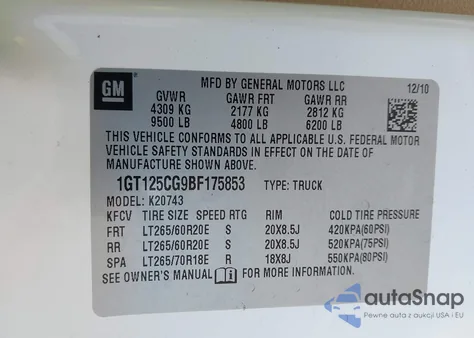 GM
MFD BY GENERAL MOTORS LLC 12/10
GVWR GAWR FRT GAWR RR
4309 KG 2177 KG 2812 KG
9500 LB 4800 LB 6200 LB
THIS VEHICLE CONFORMS TO ALL APPLICABLE U.S. FEDERAL MOTOR
VEHICLE SAFETY STANDARDS IN EFFECT ON THE DATE OF
MANUFACTURE SHOWN ABOVE.
1GT125CG9BF175853 TYPE: TRUCK
MODEL: K20743
KFCV TIRE SIZE SPEED RTG RIM COLD TIRE PRESSURE
FRT LT265/60R20E S 20X8.5J 420KPA(60PSI)
RR LT265/60R20E S 20X8.5J 520KPA(75PSI)
SPA LT265/70R18E R 18X8J 550KPA(80PSI)
SEE OWNER'S MANUAL FOR MORE INFORMATION.
autoSnap
Pewne auta z aukcji USA i EU